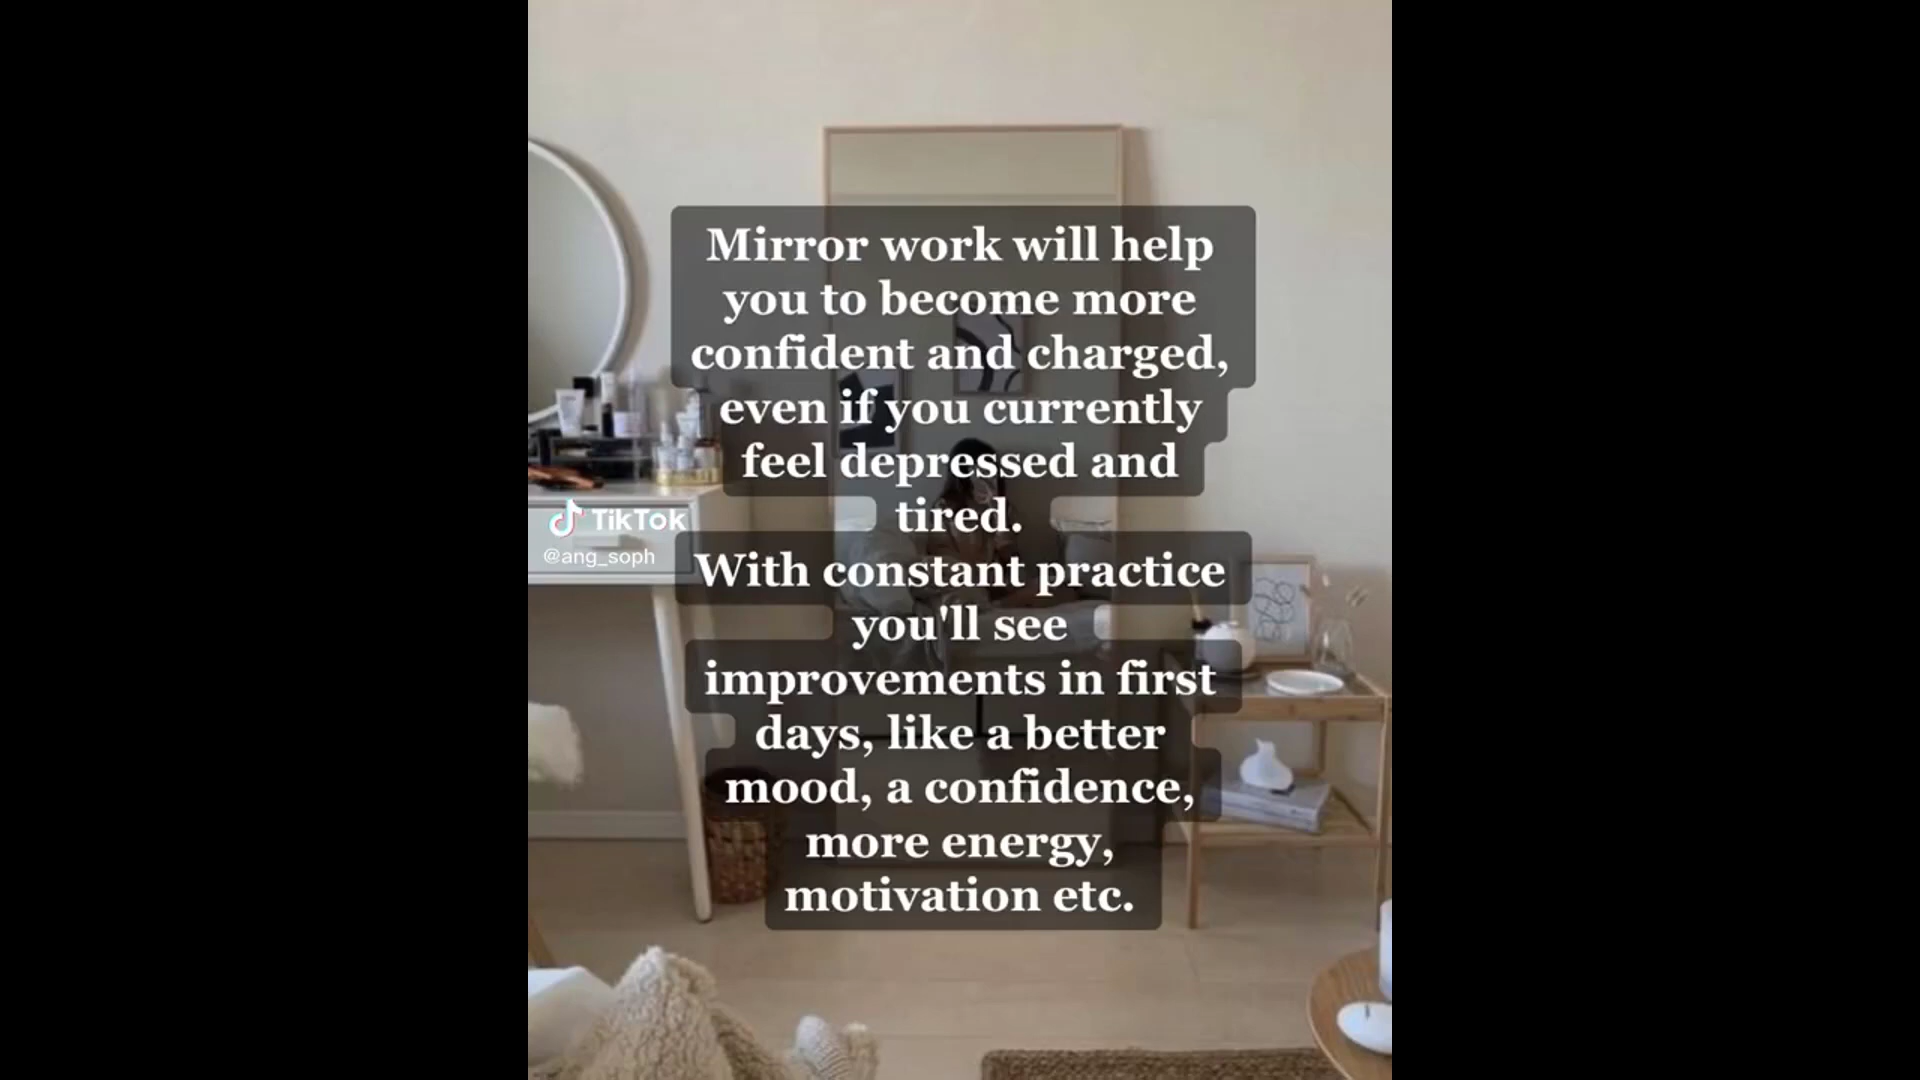 Mirror work will help
you to become more
confident and charged,
even if you currently
feel depressed and
tired.
With constant practice
you'll see
improvements in first
days, like a better
mood, a confidence,
more energy,
motivation etc.
TikTok
@ang_soph